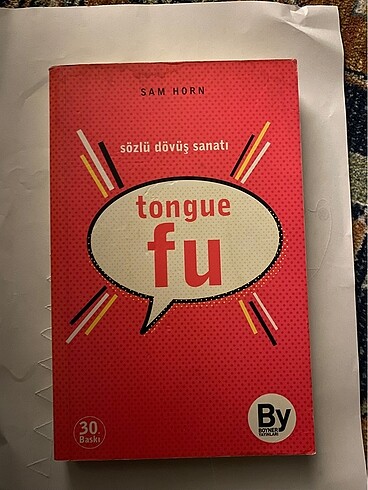 SAM HORN
sözlü dövüş sanatı
tongue
fu
30.
Baskı
By
BOYNER
YAYINLARI